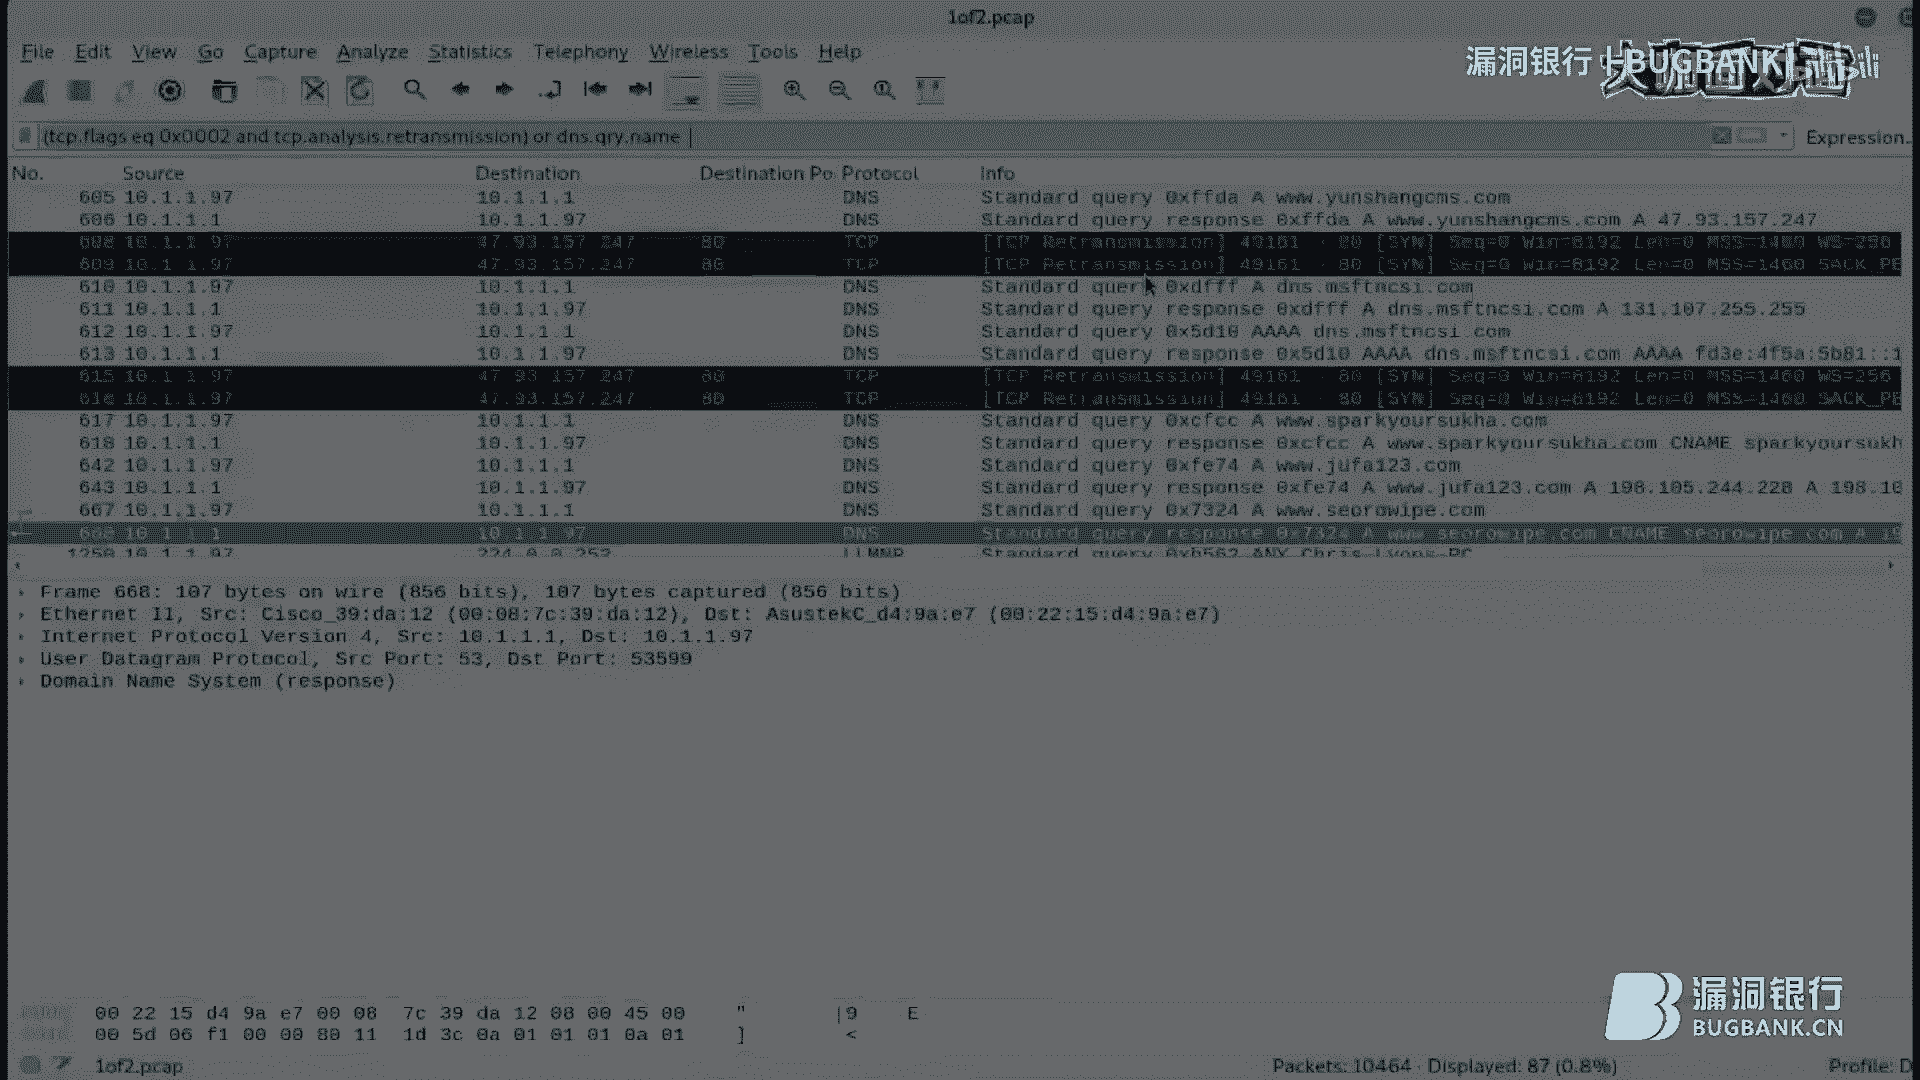 1of2.pcap
File Edit View Go Capture Analyze Statistics Telephony Wireless Tools Help
漏洞银行 BUGBANK
(tcp.flags eq 0x0002 and tcp.analysis.retransmission) or dns.qry.name
Expression...
No. Source Destination Destination Po Protocol Info
605 10.1.1.97 10.1.1.1 DNS Standard query 0xffda A www.yunshangcms.com
606 10.1.1.1 10.1.1.97 DNS Standard query response 0xffda A www.yunshangcms.com A 47.93.157.247
608 10.1.1.97 47.93.157.247 80 TCP [TCP Retransmission] 49161 80 [SYN] Seq=0 Win=8192 Len=0 MSS=1460 WS=256
609 10.1.1.97 47.93.157.247 80 TCP [TCP Retransmission] 49161 80 [SYN] Seq=0 Win=8192 Len=0 MSS=1460 SACK_PE
610 10.1.1.97 10.1.1.1 DNS Standard query 0xdfff A dns.msftncsi.com
611 10.1.1.1 10.1.1.97 DNS Standard query response 0xdfff A dns.msftncsi.com A 131.107.255.255
612 10.1.1.97 10.1.1.1 DNS Standard query 0x5d10 AAAA dns.msftncsi.com
613 10.1.1.1 10.1.1.97 DNS Standard query response 0x5d10 AAAA dns.msftncsi.com AAAA fd3e:4f5a:5b81::1
615 10.1.1.97 47.93.157.247 80 TCP [TCP Retransmission] 49161 80 [SYN] Seq=0 Win=8192 Len=0 MSS=1460 WS=256
616 10.1.1.97 47.93.157.247 80 TCP [TCP Retransmission] 49161 80 [SYN] Seq=0 Win=8192 Len=0 MSS=1460 SACK_PE
617 10.1.1.97 10.1.1.1 DNS Standard query 0xcfcc A www.sparkyoursukha.com
618 10.1.1.1 10.1.1.97 DNS Standard query response 0xcfcc A www.sparkyoursukha.com CNAME sparkyoursukh
642 10.1.1.97 10.1.1.1 DNS Standard query 0xfe74 A www.jufa123.com
643 10.1.1.1 10.1.1.97 DNS Standard query response 0xfe74 A www.jufa123.com A 198.105.244.228 A 198.10
667 10.1.1.97 10.1.1.1 DNS Standard query 0x7324 A www.seorowipe.com
668 10.1.1.1 10.1.1.97 DNS Standard query response 0x7324 A www.seorowipe.com CNAME seorowipe.com A
1250 10.1.1.97 224.0.0.252 LLMNR Standard query 0xb562 ANY Chris-Lyons-PC
Frame 668: 107 bytes on wire (856 bits), 107 bytes captured (856 bits)
Ethernet II, Src: Cisco_39:da:12 (00:08:7c:39:da:12), Dst: AsustekC_d4:9a:e7 (00:22:15:d4:9a:e7)
Internet Protocol Version 4, Src: 10.1.1.1, Dst: 10.1.1.97
User Datagram Protocol, Src Port: 53, Dst Port: 53599
Domain Name System (response)
00 22 15 d4 9a e7 00 08 7c 39 da 12 08 00 45 00 " |9 E
00 5d 06 f1 00 00 80 11 1d 3c 0a 01 01 01 0a 01 ] <
漏洞银行
BUGBANK.CN
1of2.pcap Packets: 10464 · Displayed: 87 (0.8%) Profile: D